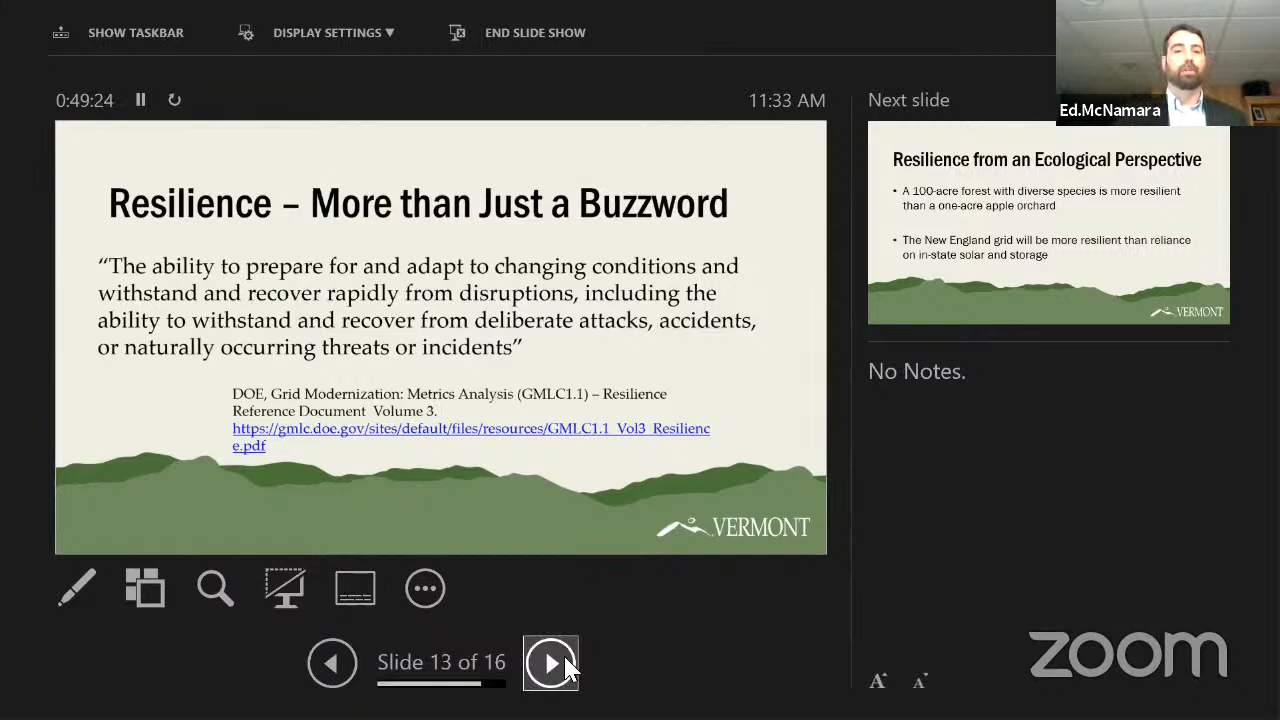 SHOW TASKBAR
DISPLAY SETTINGS ▼
END SLIDE SHOW
Ed.McNamara
0:49:24
11:33 AM
Next slide
Resilience – More than Just a Buzzword
“The ability to prepare for and adapt to changing conditions and
withstand and recover rapidly from disruptions, including the
ability to withstand and recover from deliberate attacks, accidents,
or naturally occurring threats or incidents”
DOE, Grid Modernization: Metrics Analysis (GMLC1.1) – Resilience
Reference Document Volume 3.
https://gmlc.doe.gov/sites/default/files/resources/GMLC1.1_Vol3_Resilienc
e.pdf
VERMONT
Resilience from an Ecological Perspective
• A 100-acre forest with diverse species is more resilient
than a one-acre apple orchard
• The New England grid will be more resilient than reliance
on in-state solar and storage
VERMONT
No Notes.
Slide 13 of 16
A A
zoom